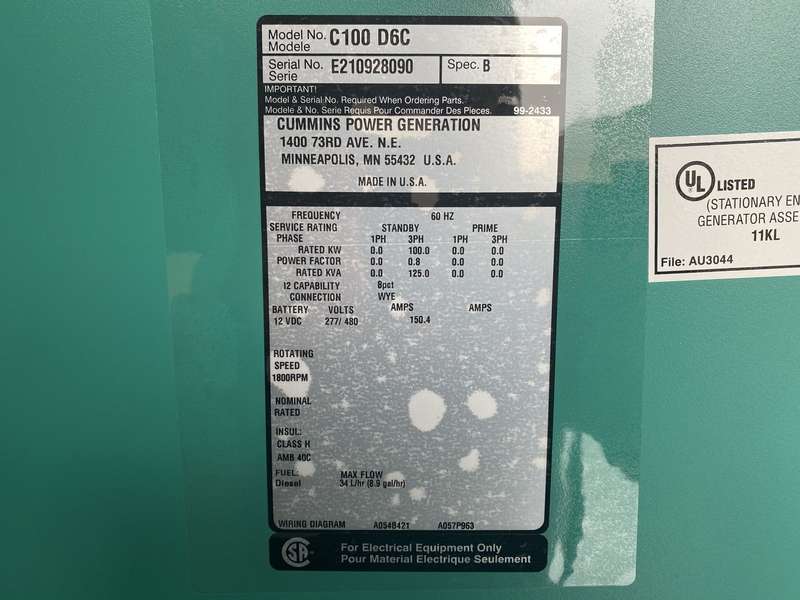 Model No. C100 D6C
Modele
Serial No. E210928090 Spec. B
Serie
IMPORTANT!
Model & Serial No. Required When Ordering Parts.
Modele & No. Serie Requis Pour Commander Des Pieces. 99-2433
CUMMINS POWER GENERATION
1400 73RD AVE. N.E.
MINNEAPOLIS, MN 55432 U.S.A.
MADE IN U.S.A.
FREQUENCY 60 HZ
SERVICE RATING STANDBY PRIME
PHASE 1PH 3PH 1PH 3PH
RATED KW 0.0 100.0 0.0 0.0
POWER FACTOR 0.0 0.8 0.0 0.0
RATED KVA 0.0 125.0 0.0 0.0
I2 CAPABILITY 8pct
CONNECTION WYE
BATTERY VOLTS AMPS AMPS
12 VDC 277/ 480 150.4
ROTATING
SPEED
1800RPM
NOMINAL
RATED
INSUL:
CLASS H
AMB 40C
FUEL: MAX FLOW
Diesel 34 L/hr (8.9 gal/hr)
WIRING DIAGRAM A054B421 A057P963
CSA
For Electrical Equipment Only
Pour Material Electrique Seulement
UL LISTED
(STATIONARY EN
GENERATOR ASSE
11KL
File: AU3044